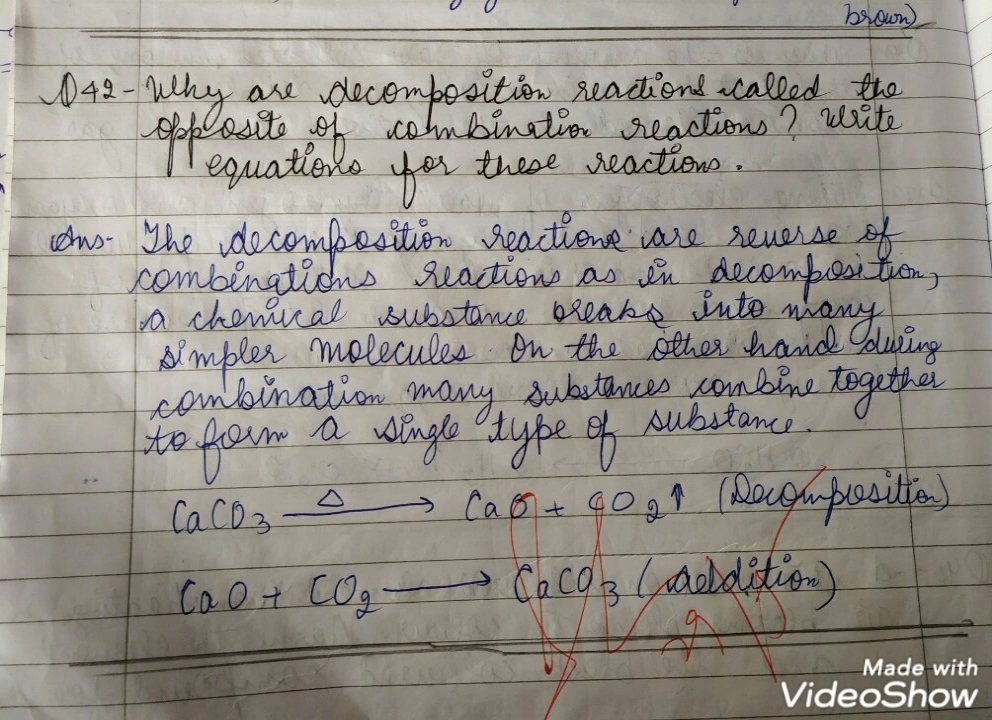 brown)
Q42- Why are decomposition reactions called the
opposite of combination reactions? Write
equations for these reactions.
Ans- The decomposition reactions are reverse of
combinations reactions as in decomposition,
a chemical substance breaks into many
simpler molecules. On the other hand during
combination many substances combine together
to form a single type of substance.
CaCO3 —Δ→ CaO + CO2↑ (Decomposition)
CaO + CO2 → CaCO3 (addition)
Made with
VideoShow